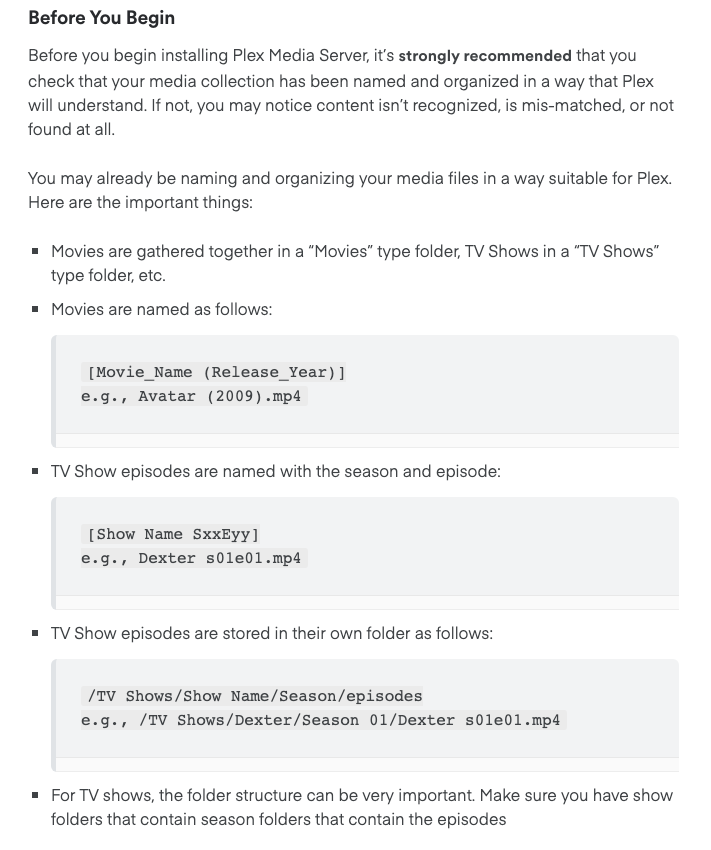 Before You Begin
Before you begin installing Plex Media Server, it’s strongly recommended that you
check that your media collection has been named and organized in a way that Plex
will understand. If not, you may notice content isn’t recognized, is mis-matched, or not
found at all.
You may already be naming and organizing your media files in a way suitable for Plex.
Here are the important things:
▪ Movies are gathered together in a “Movies” type folder, TV Shows in a “TV Shows”
type folder, etc.
▪ Movies are named as follows:
[Movie_Name (Release_Year)]
e.g., Avatar (2009).mp4
▪ TV Show episodes are named with the season and episode:
[Show Name SxxEyy]
e.g., Dexter s01e01.mp4
▪ TV Show episodes are stored in their own folder as follows:
/TV Shows/Show Name/Season/episodes
e.g., /TV Shows/Dexter/Season 01/Dexter s01e01.mp4
▪ For TV shows, the folder structure can be very important. Make sure you have show
folders that contain season folders that contain the episodes